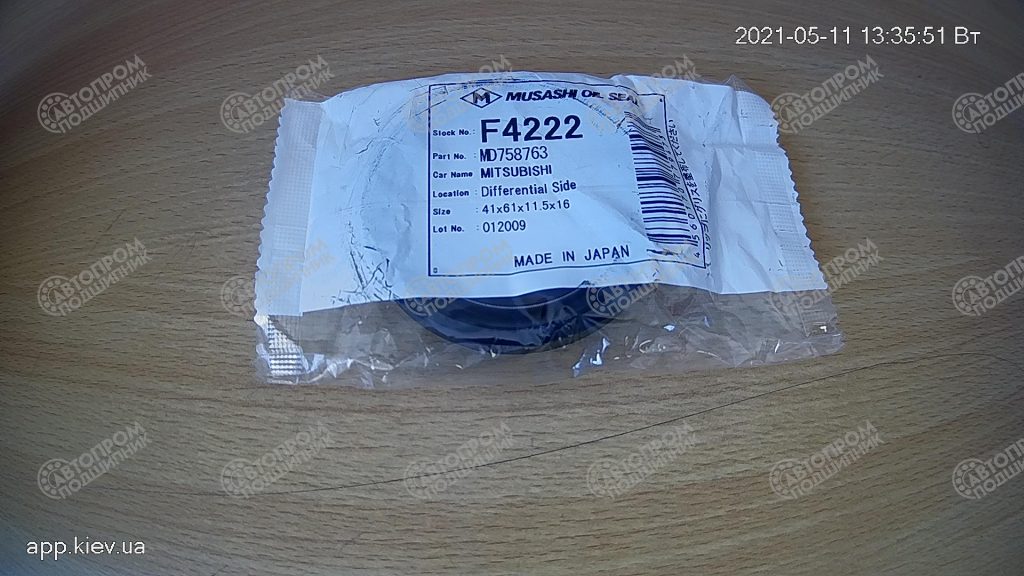 2021-05-11 13:35:51 Вт
M MUSASHI OIL SEAL
Stock No.: F4222
Part No. : MD758763
Car Name MITSUBISHI
Location : Differential Side
Size : 41x61x11.5x16
Lot No. : 012009
MADE IN JAPAN
АВТОПРОМ
ПОДШИПНИК
app.kiev.ua